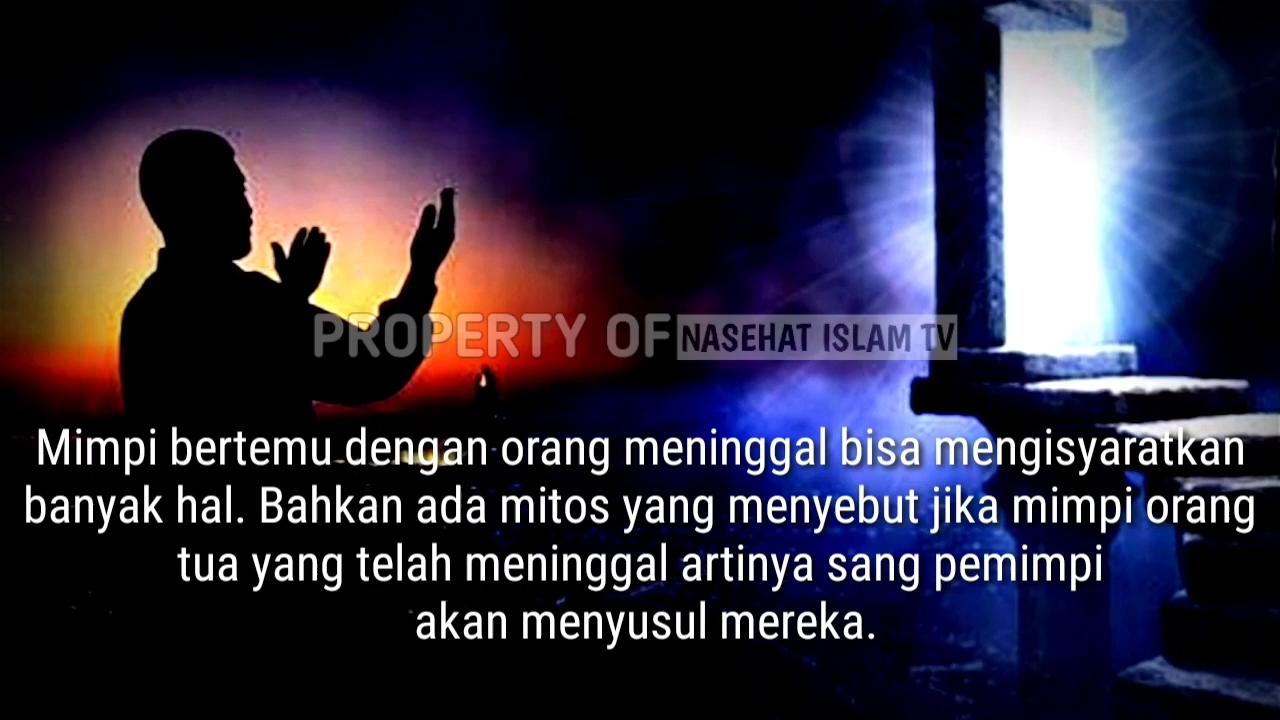 PROPERTY OF NASEHAT ISLAM TV
Mimpi bertemu dengan orang meninggal bisa mengisyaratkan
banyak hal. Bahkan ada mitos yang menyebut jika mimpi orang
tua yang telah meninggal artinya sang pemimpi
akan menyusul mereka.